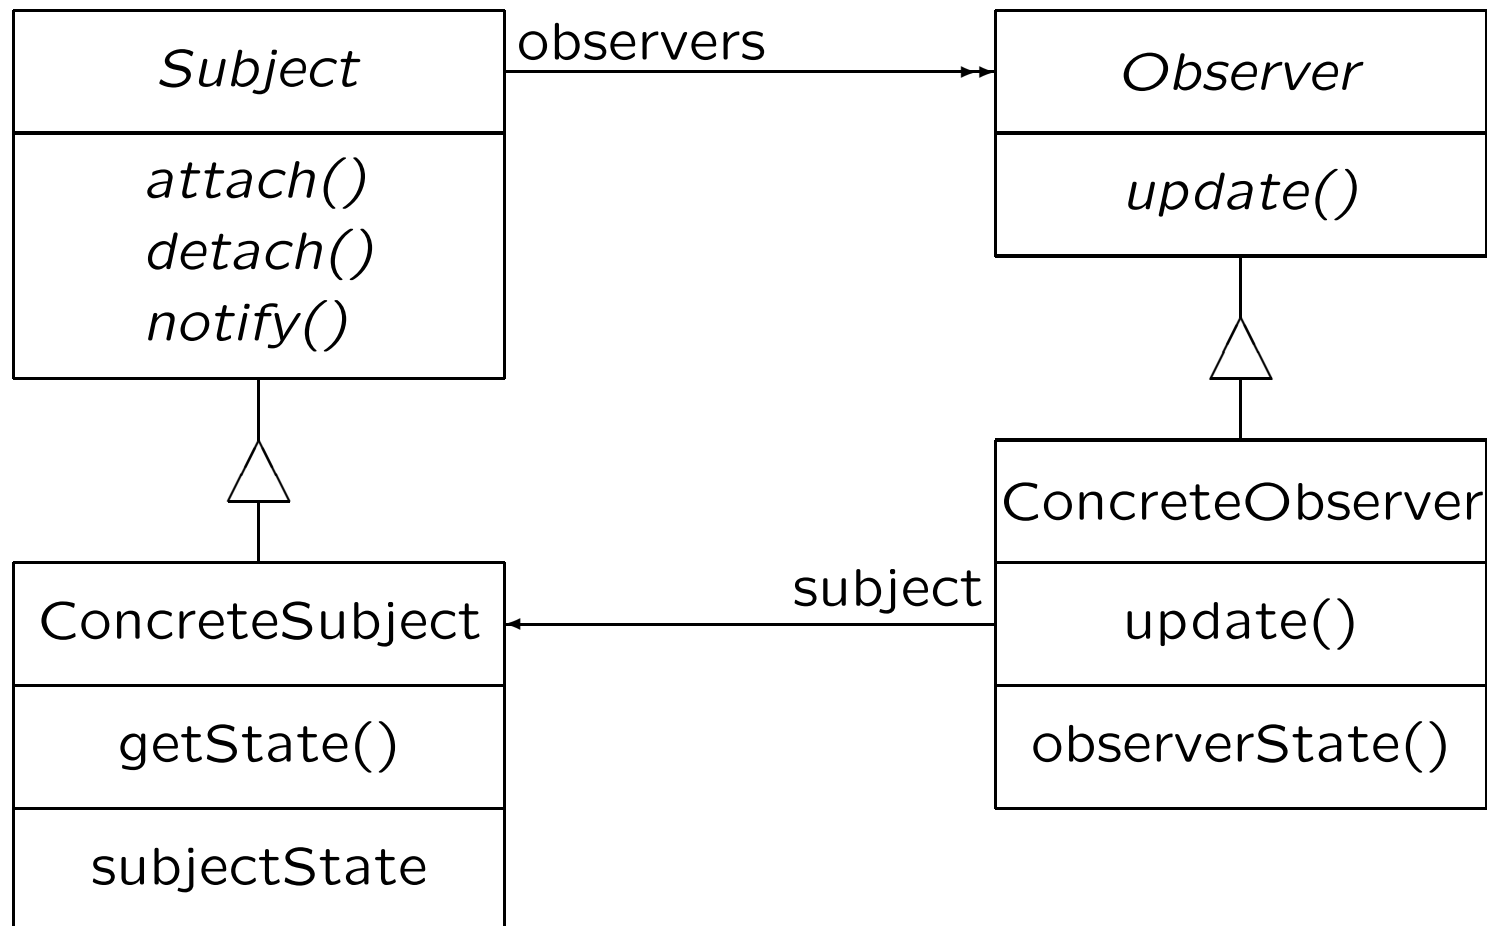 Subject
attach()
detach()
notify()
observers
Observer
update()
ConcreteSubject
getState()
subjectState
subject
ConcreteObserver
update()
observerState()